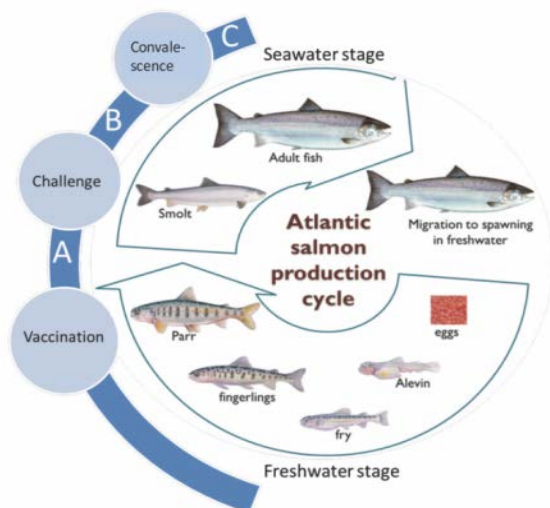 C
Convale-
scence
Seawater stage
B
Adult fish
Challenge
Smolt
Migration to spawning
in freshwater
A
Atlantic
salmon
production
cycle
Vaccination
Parr
eggs
fingerlings
Alevin
fry
Freshwater stage